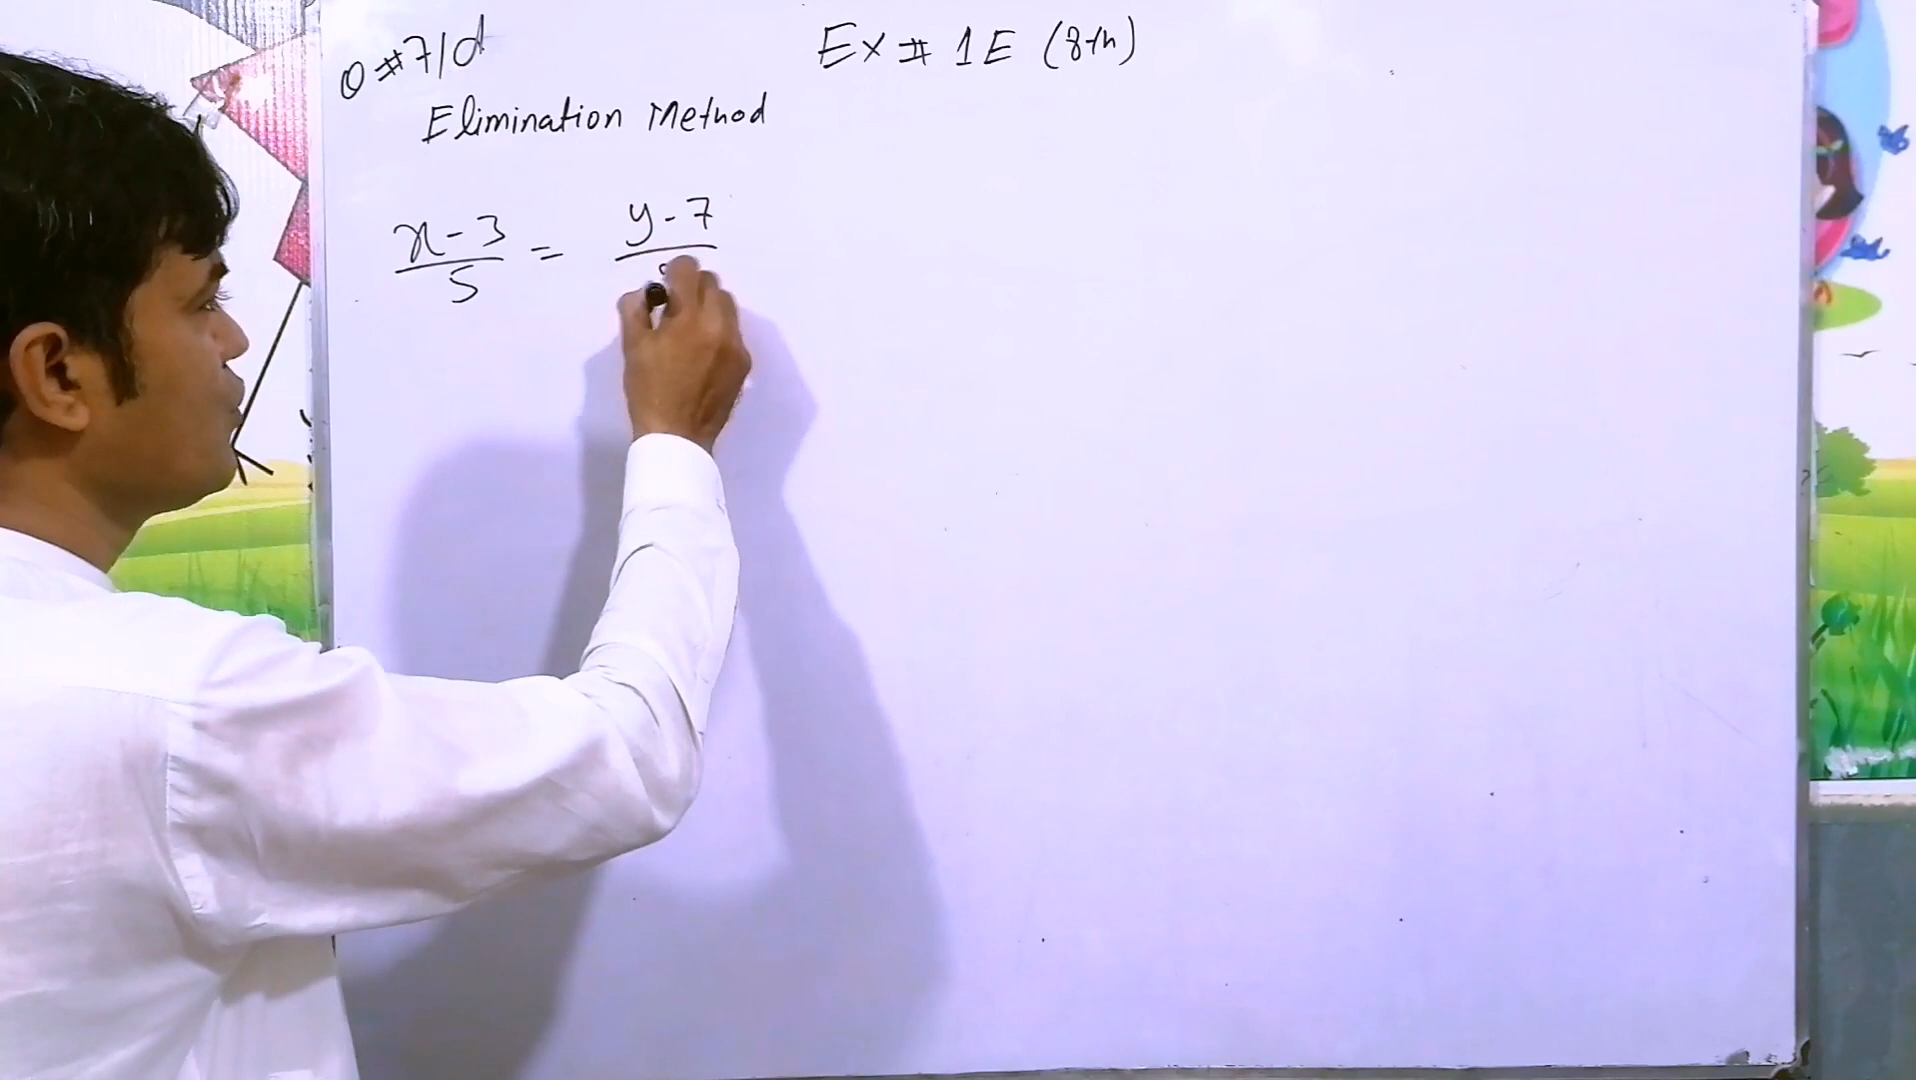 Q#7/d
Ex # 1E (8th)
Elimination Method
x-3/5 = y-7/